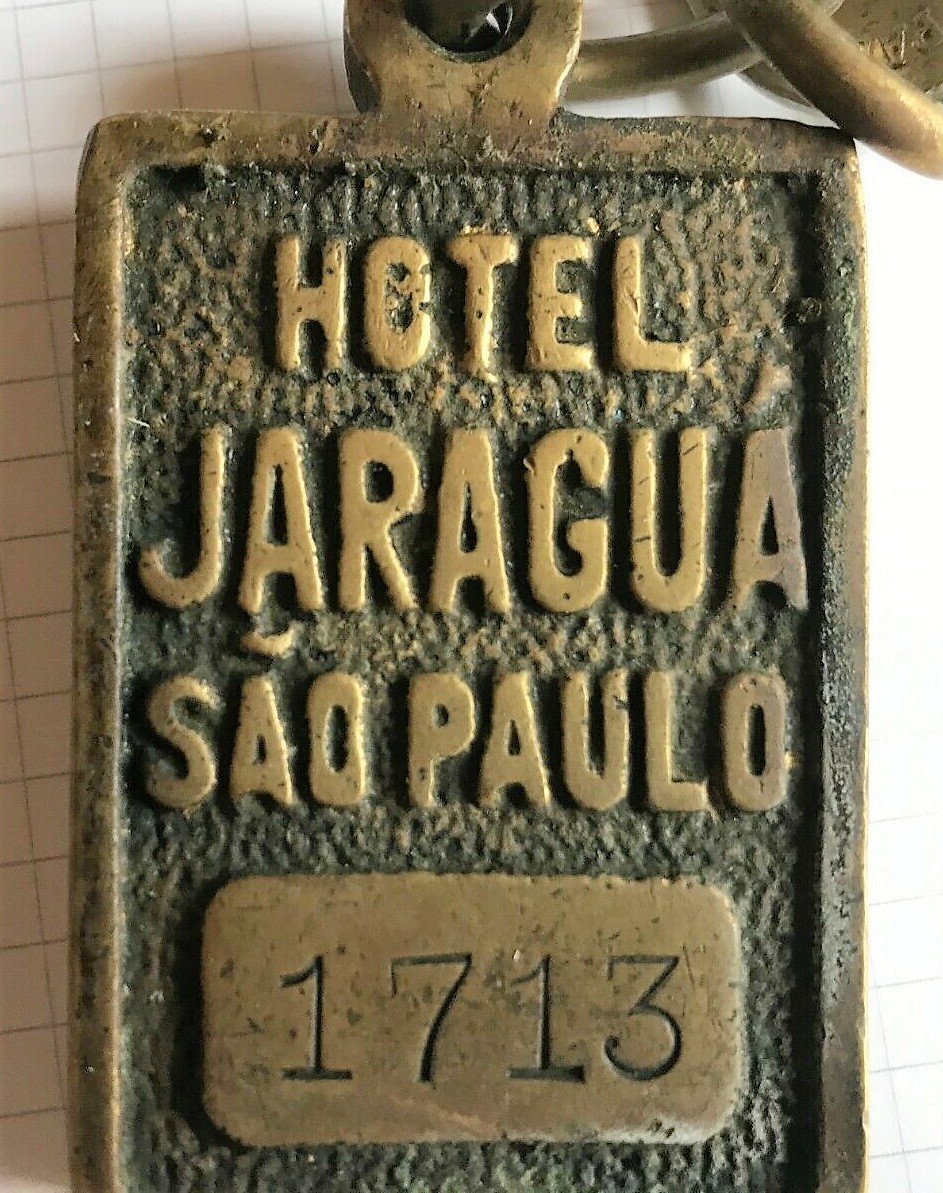 HOTEL
JARAGUÁ
SÃO PAULO
1713